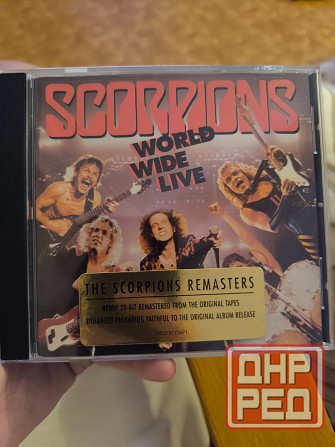 SCORPIONS
WORLD
WIDE
LIVE
THE SCORPIONS REMASTERS
NEWLY 20-BIT REMASTERED FROM THE ORIGINAL TAPES
ENHANCED PACKAGING FAITHFUL TO THE ORIGINAL ALBUM RELEASE
ДНР
РЕД